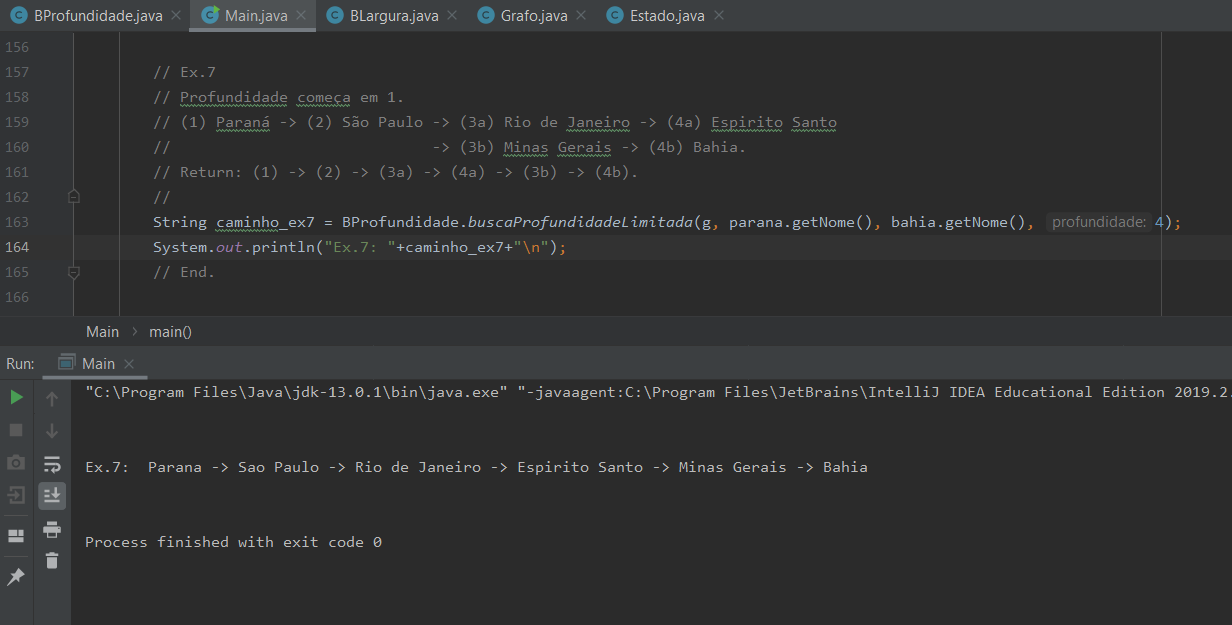 BProfundidade.java Main.java BLargura.java Grafo.java Estado.java
156
157 // Ex.7
158 // Profundidade começa em 1.
159 // (1) Paraná -> (2) São Paulo -> (3a) Rio de Janeiro -> (4a) Espirito Santo
160 // -> (3b) Minas Gerais -> (4b) Bahia.
161 // Return: (1) -> (2) -> (3a) -> (4a) -> (3b) -> (4b).
162 //
163 String caminho_ex7 = BProfundidade.buscaProfundidadeLimitada(g, parana.getNome(), bahia.getNome(), profundidade: 4);
164 System.out.println("Ex.7: "+caminho_ex7+"\n");
165 // End.
166
Main > main()
Run: Main
"C:\Program Files\Java\jdk-13.0.1\bin\java.exe" "-javaagent:C:\Program Files\JetBrains\IntelliJ IDEA Educational Edition 2019.2.
Ex.7: Parana -> Sao Paulo -> Rio de Janeiro -> Espirito Santo -> Minas Gerais -> Bahia
Process finished with exit code 0